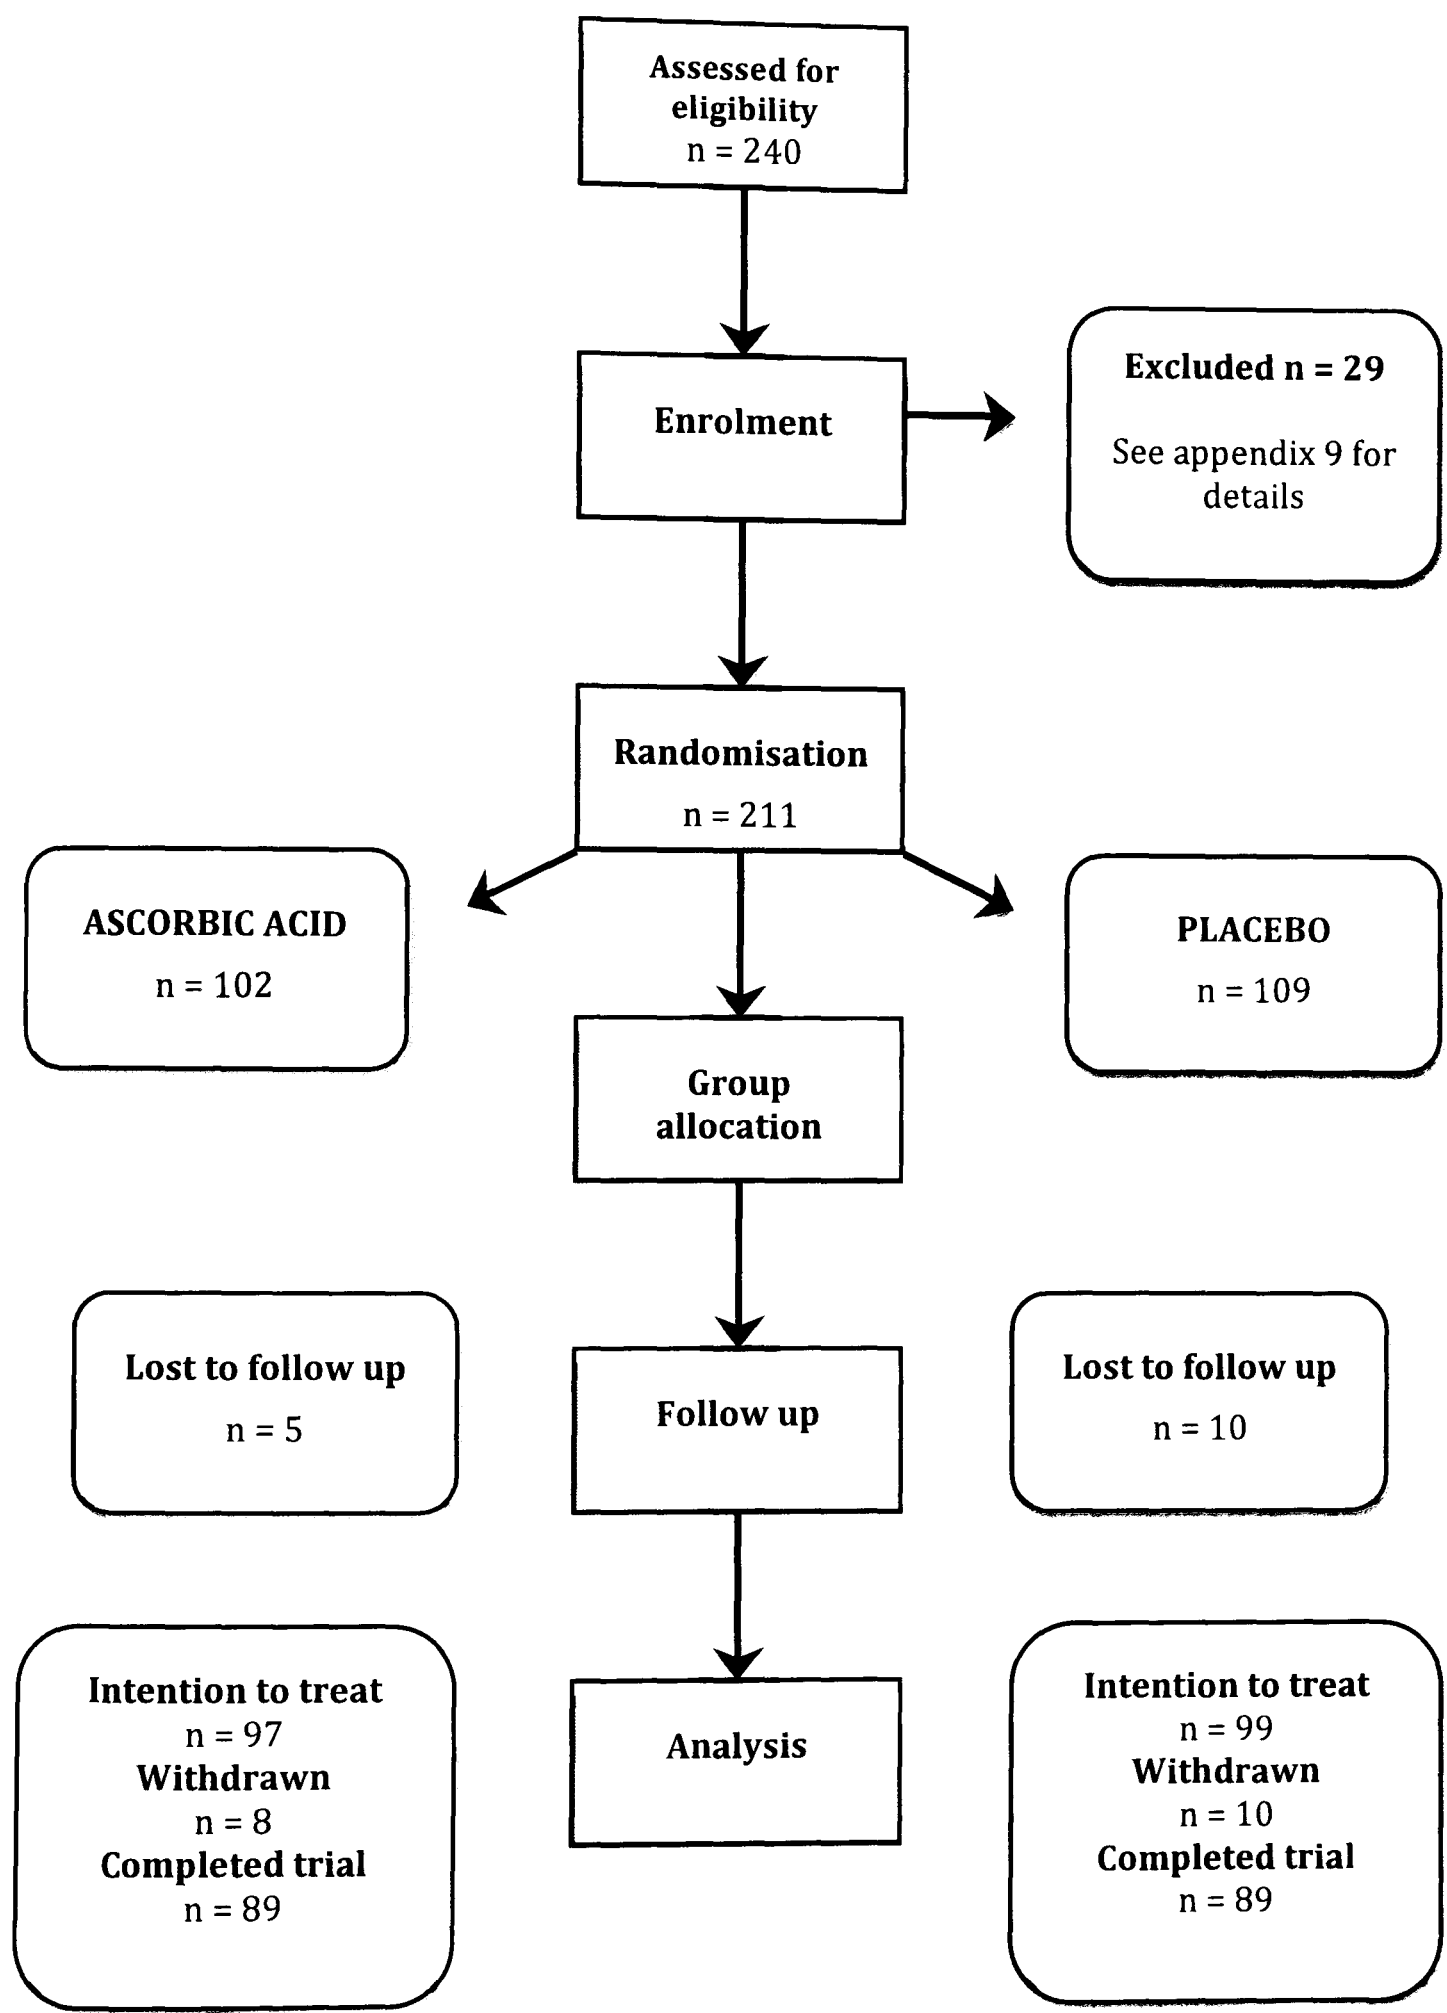 Assessed for
eligibility
n = 240
Enrolment
Excluded n = 29
See appendix 9 for
details
Randomisation
n = 211
ASCORBIC ACID
n = 102
PLACEBO
n = 109
Group
allocation
Lost to follow up
n = 5
Follow up
Lost to follow up
n = 10
Intention to treat
n = 97
Withdrawn
n = 8
Completed trial
n = 89
Analysis
Intention to treat
n = 99
Withdrawn
n = 10
Completed trial
n = 89